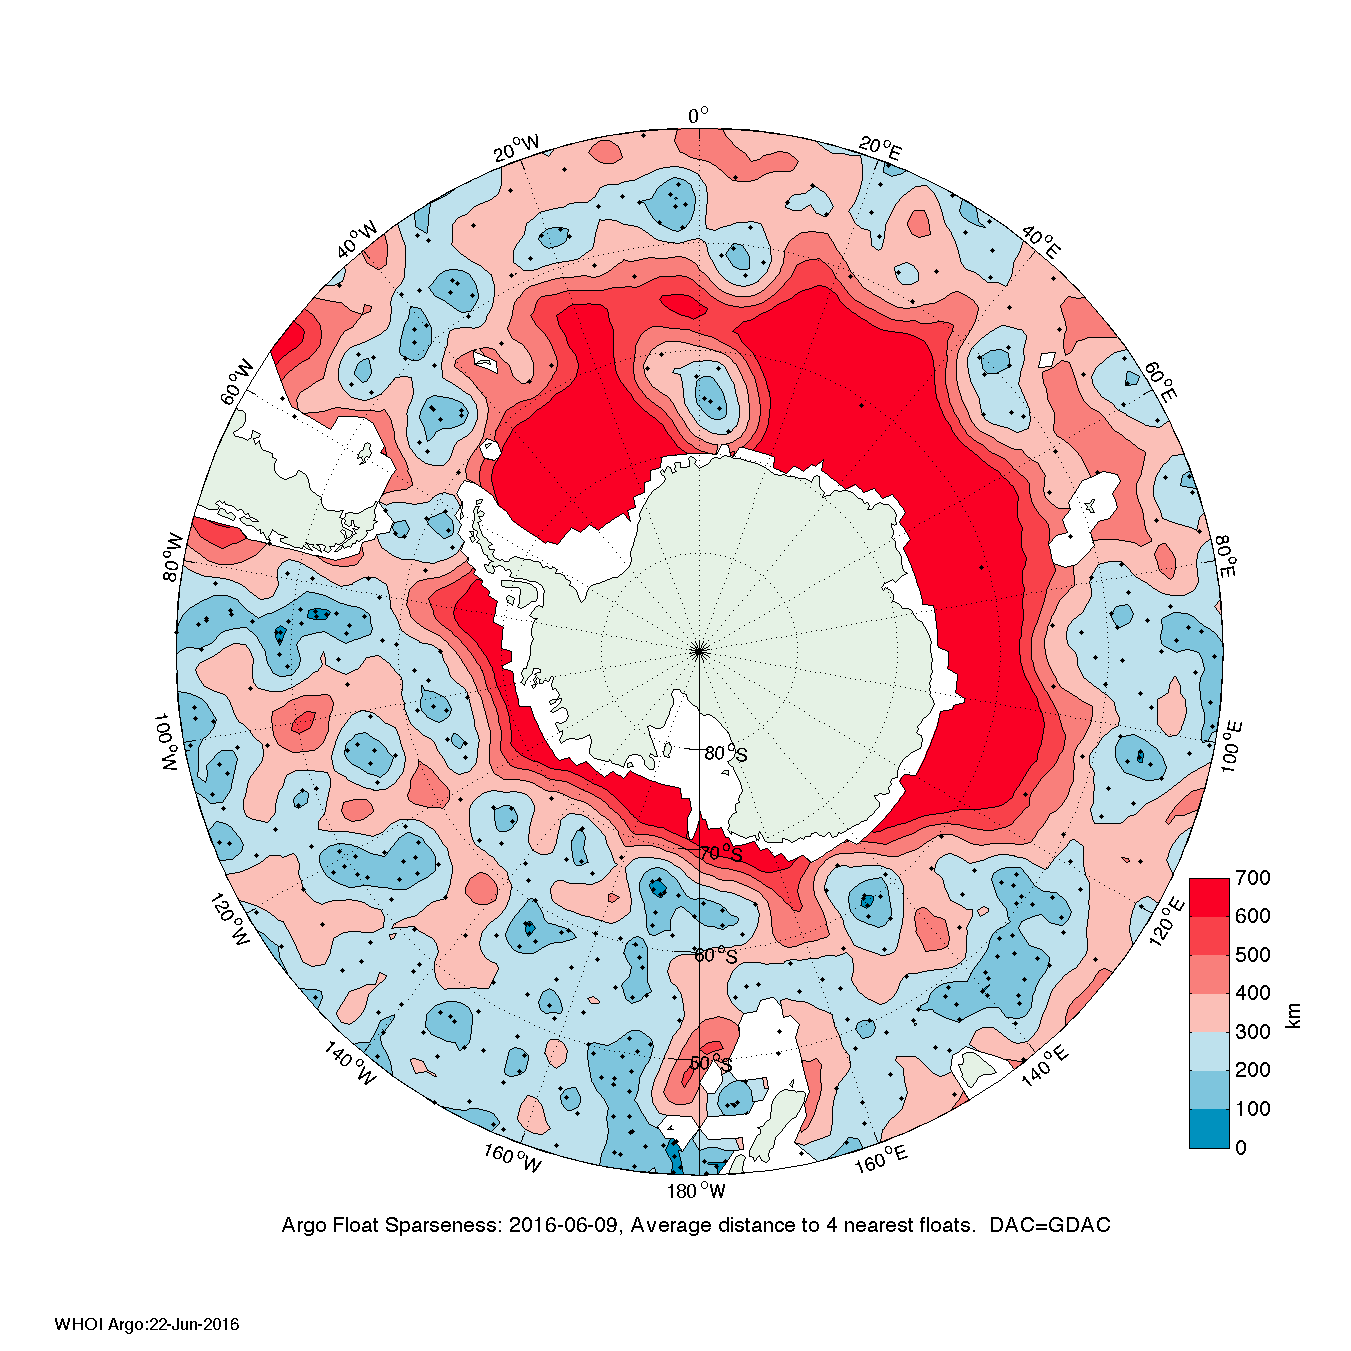 0°
20°W
20°E
40°W
40°E
60°W
60°E
80°W
80°E
100°W
100°E
120°W
120°E
140°W
140°E
160°W
160°E
180°W
80°S
70°S
60°S
50°S
700
600
500
400
300
200
100
0
km
Argo Float Sparseness: 2016-06-09, Average distance to 4 nearest floats.  DAC=GDAC
WHOI Argo:22-Jun-2016